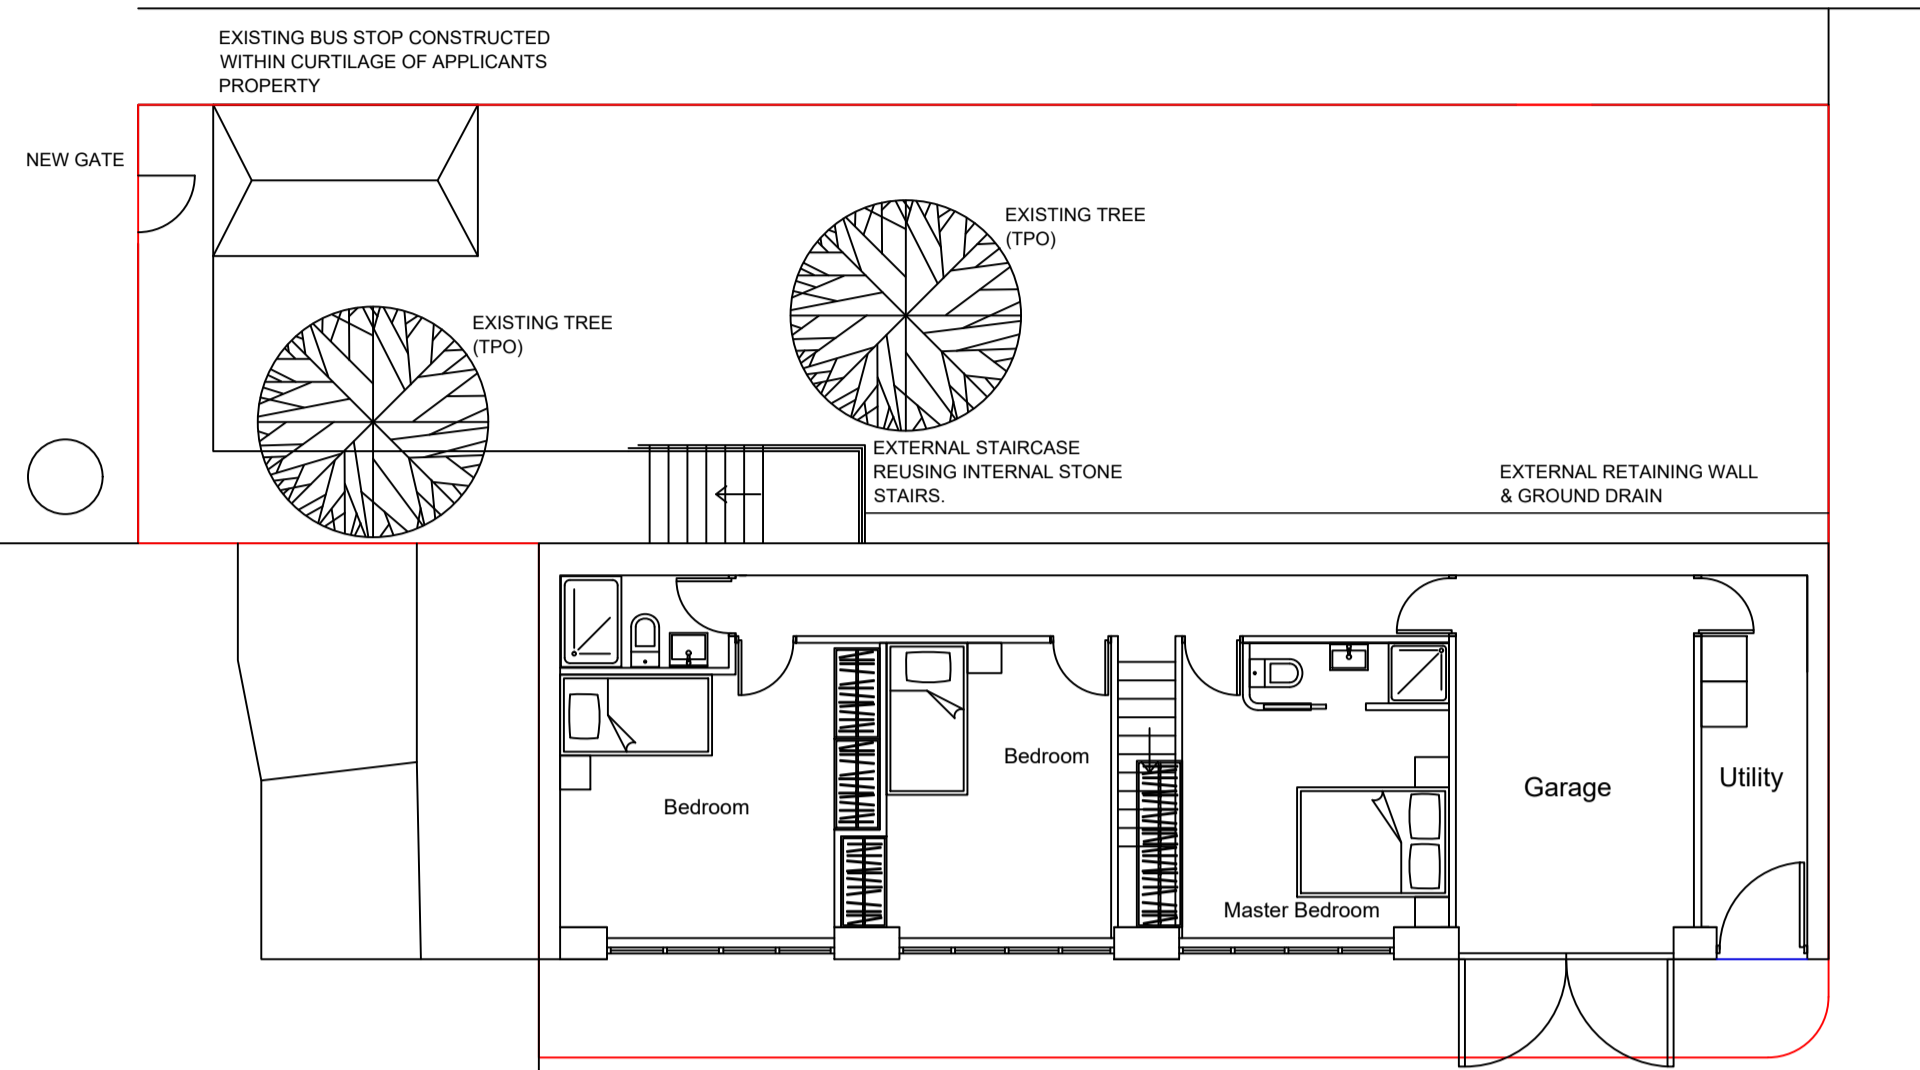 EXISTING BUS STOP CONSTRUCTED
WITHIN CURTILAGE OF APPLICANTS
PROPERTY
NEW GATE
EXISTING TREE
(TPO)
EXISTING TREE
(TPO)
EXTERNAL STAIRCASE
REUSING INTERNAL STONE
STAIRS.
EXTERNAL RETAINING WALL
& GROUND DRAIN
Bedroom
Bedroom
Master Bedroom
Garage
Utility